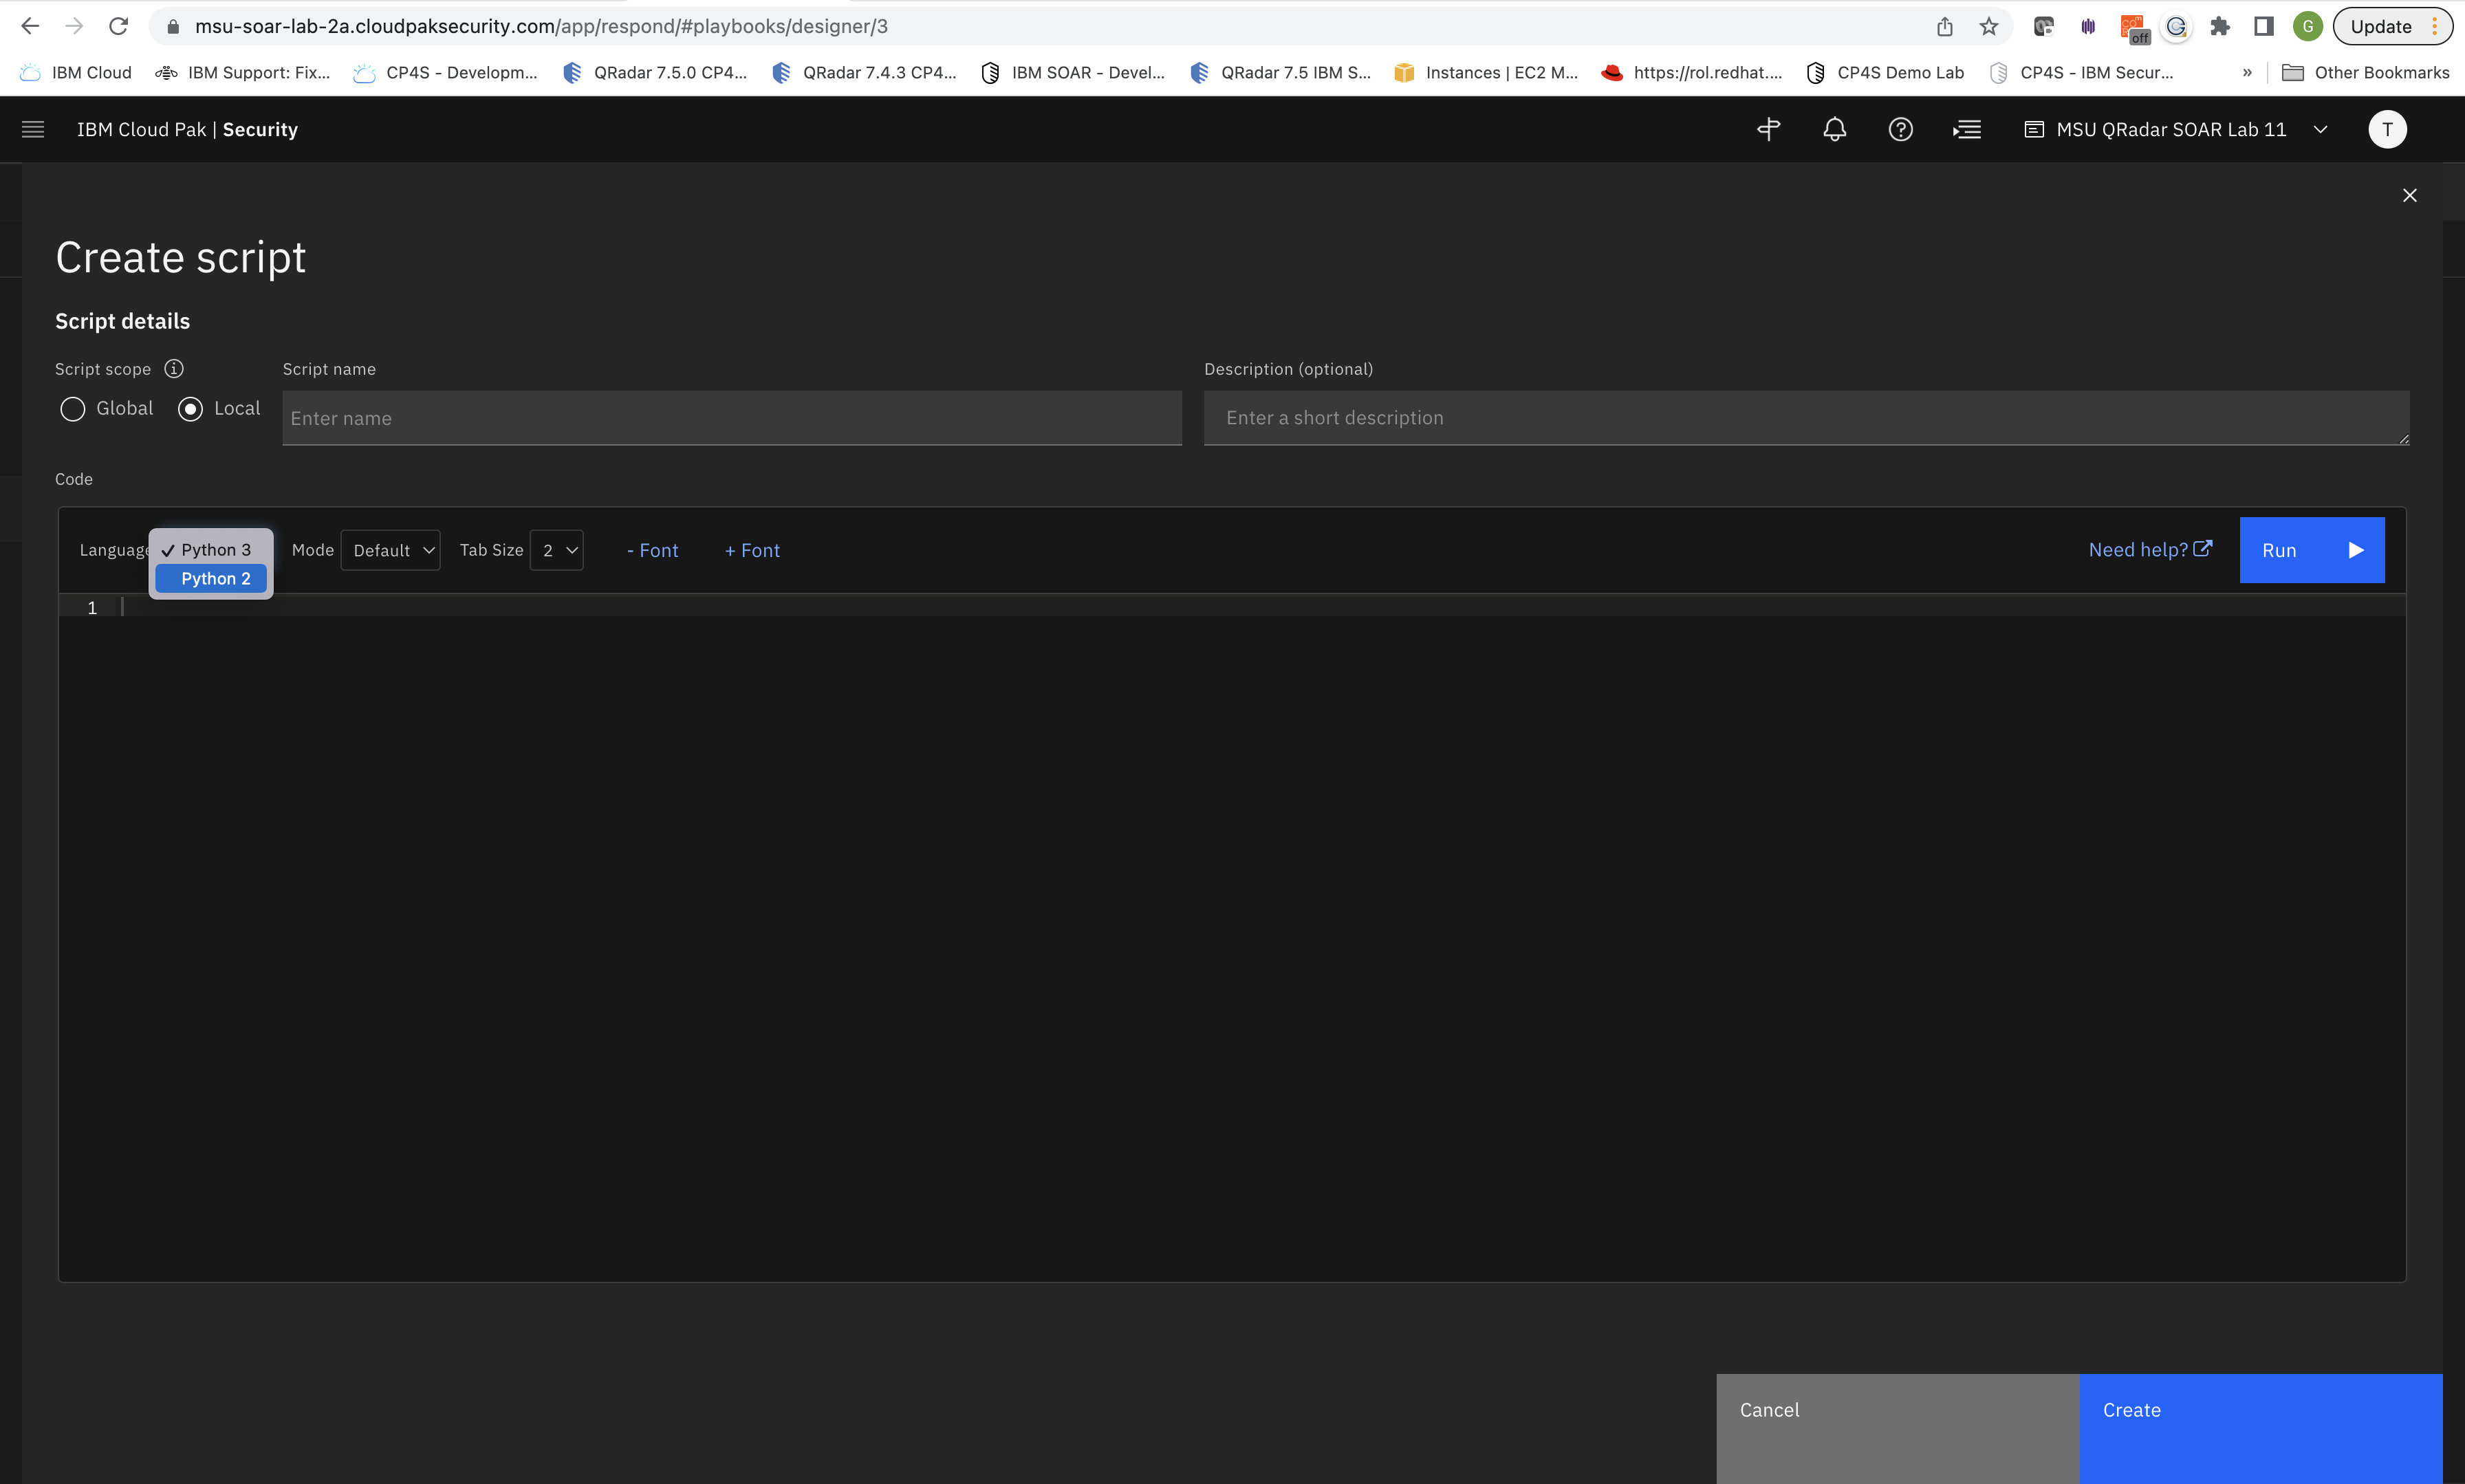 msu-soar-lab-2a.cloudpaksecurity.com/app/respond/#playbooks/designer/3
off
G
Update
IBM Cloud
IBM Support: Fix...
CP4S - Developm...
QRadar 7.5.0 CP4...
QRadar 7.4.3 CP4...
IBM SOAR - Devel...
QRadar 7.5 IBM S...
Instances | EC2 M...
https://rol.redhat....
CP4S Demo Lab
CP4S - IBM Secur...
»
Other Bookmarks
IBM Cloud Pak | Security
MSU QRadar SOAR Lab 11
T
Create script
Script details
Script scope
Script name
Description (optional)
Global
Local
Enter name
Enter a short description
Code
Language
✓ Python 3
Python 2
Mode
Default
Tab Size
2
- Font
+ Font
Need help?
Run
1
Cancel
Create